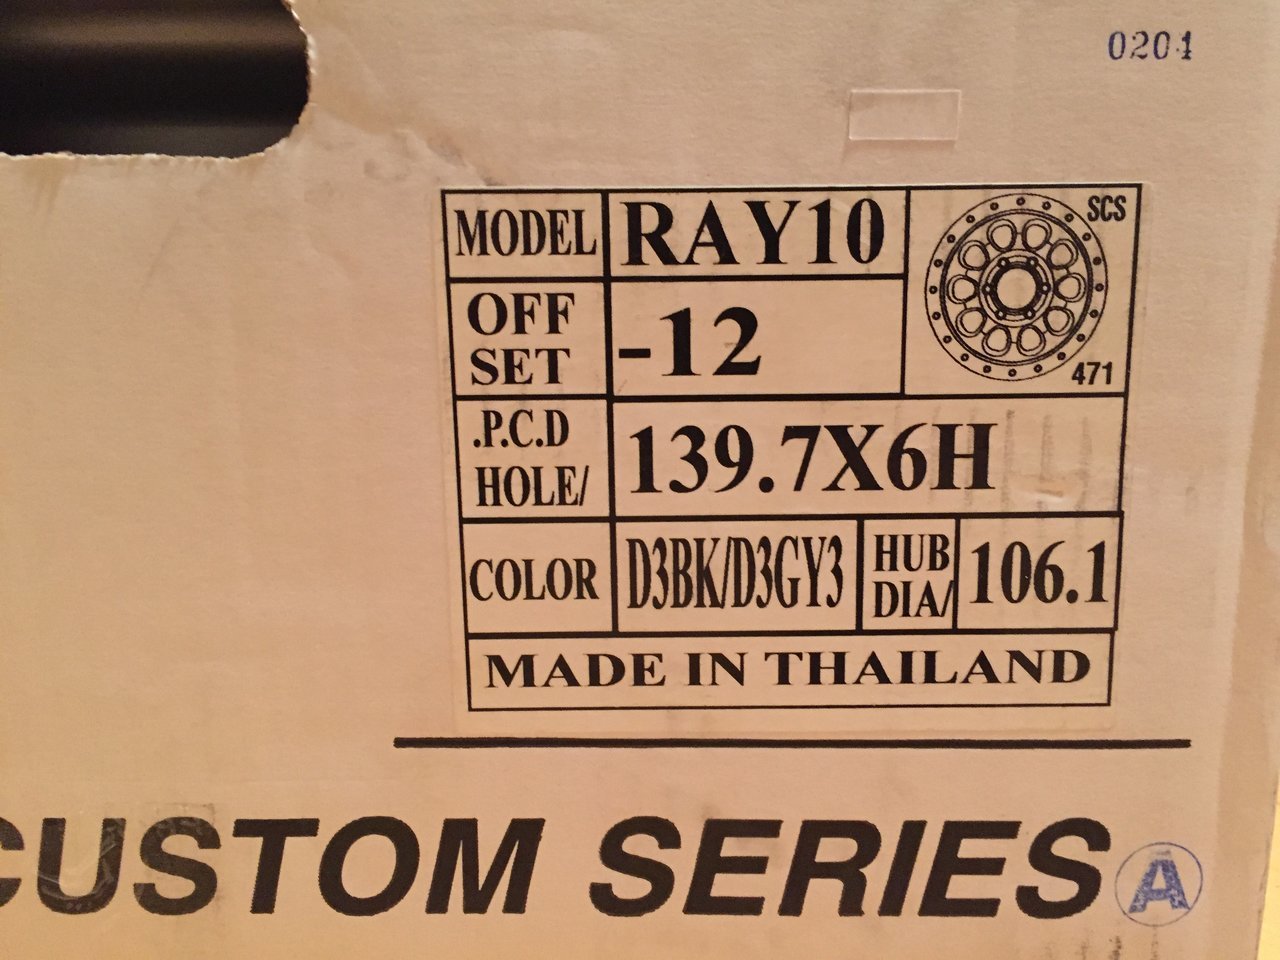 0204
MODEL RAY10
SCS
OFF SET -12
471
.P.C.D HOLE/ 139.7X6H
COLOR D3BK/D3GY3 HUB DIA/ 106.1
MADE IN THAILAND
CUSTOM SERIES A